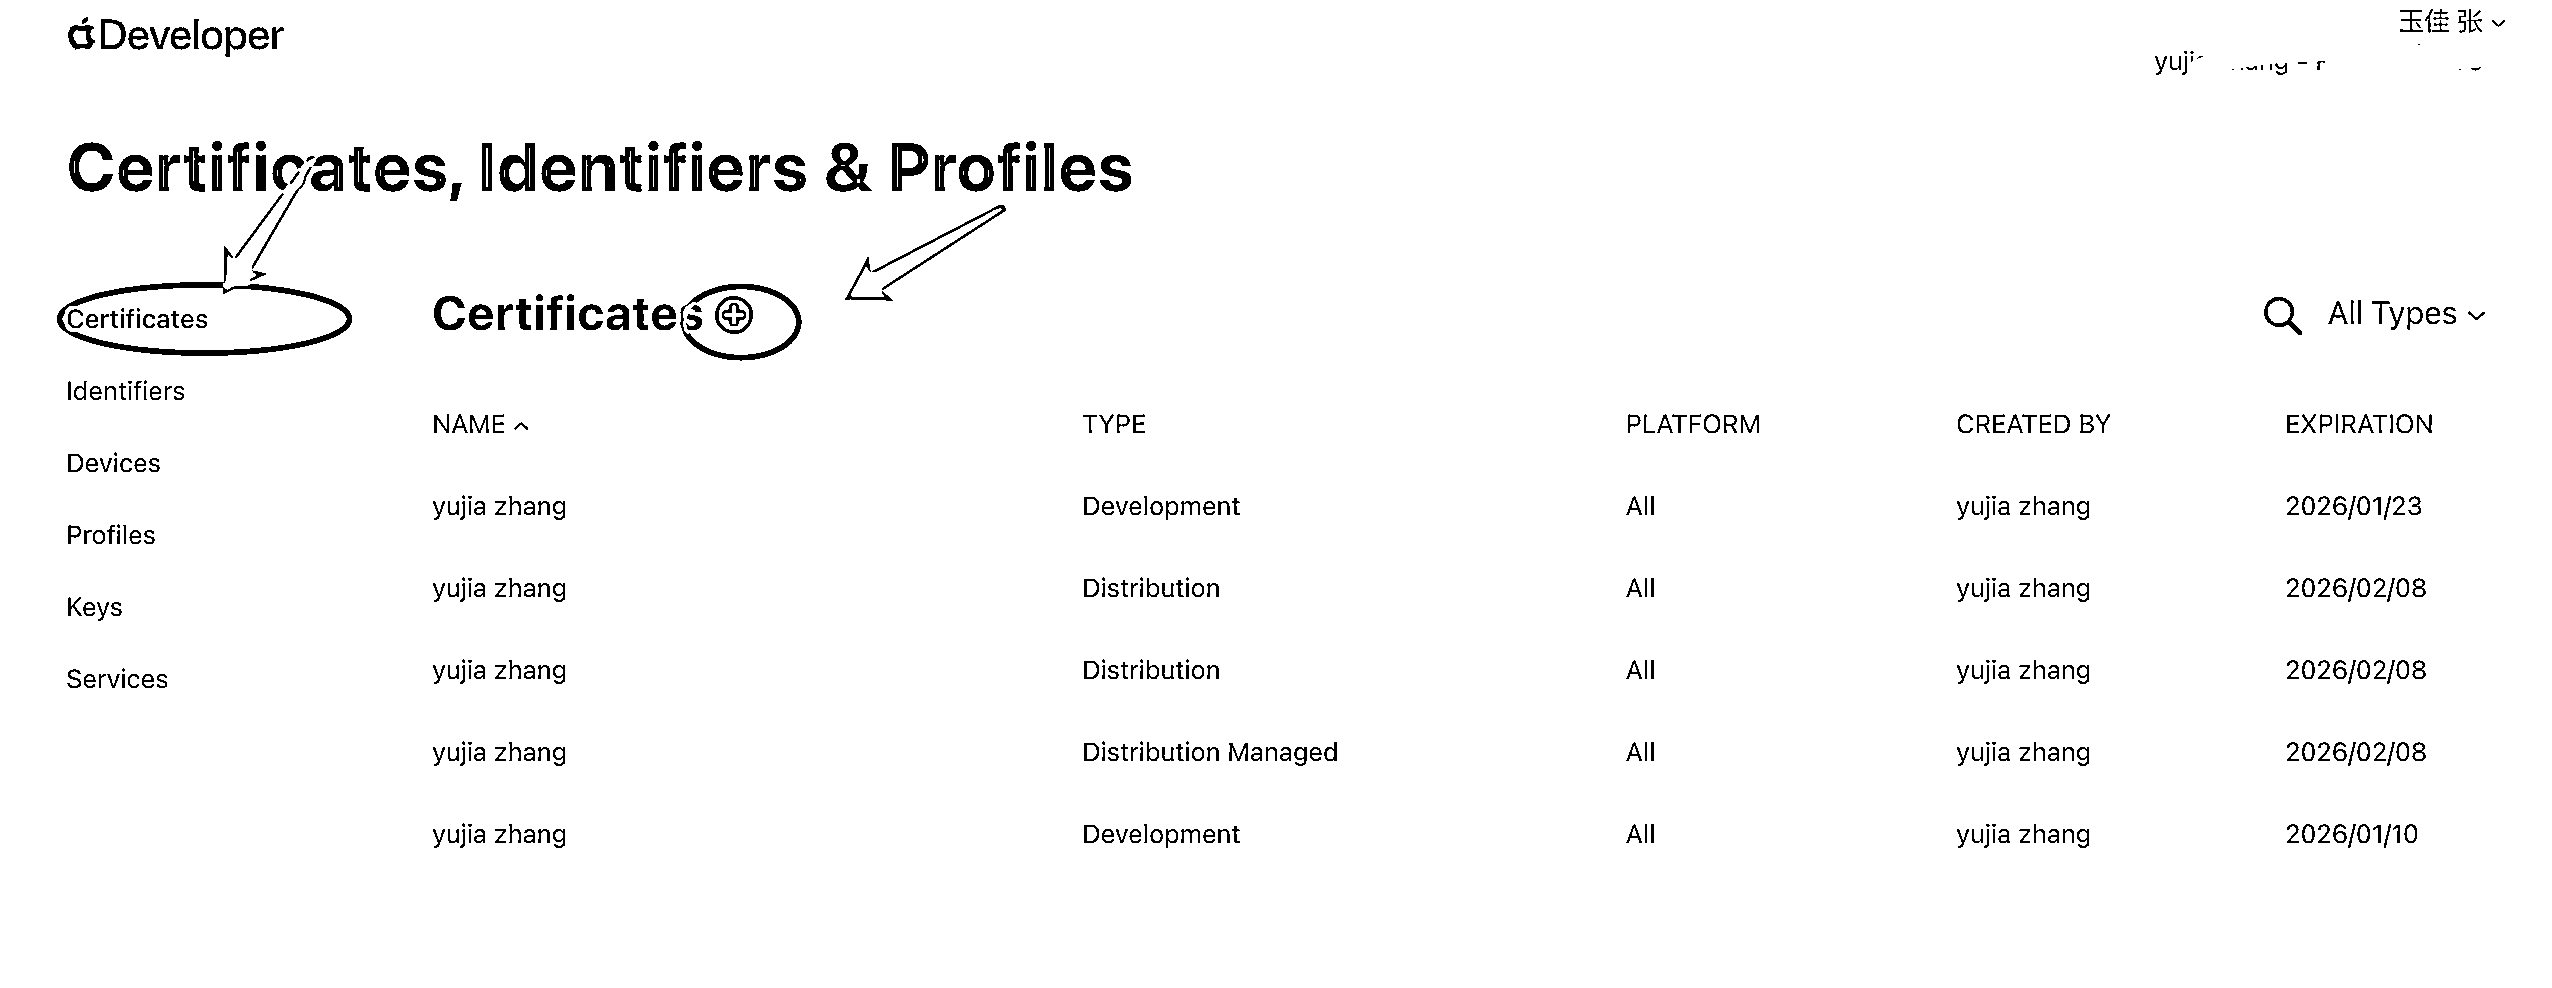 Developer
玉佳 张
Certificates, Identifiers & Profiles
Certificates
Identifiers
Devices
Profiles
Keys
Services
Certificates
All Types
NAME TYPE PLATFORM CREATED BY EXPIRATION
yujia zhang Development All yujia zhang 2026/01/23
yujia zhang Distribution All yujia zhang 2026/02/08
yujia zhang Distribution All yujia zhang 2026/02/08
yujia zhang Distribution Managed All yujia zhang 2026/02/08
yujia zhang Development All yujia zhang 2026/01/10